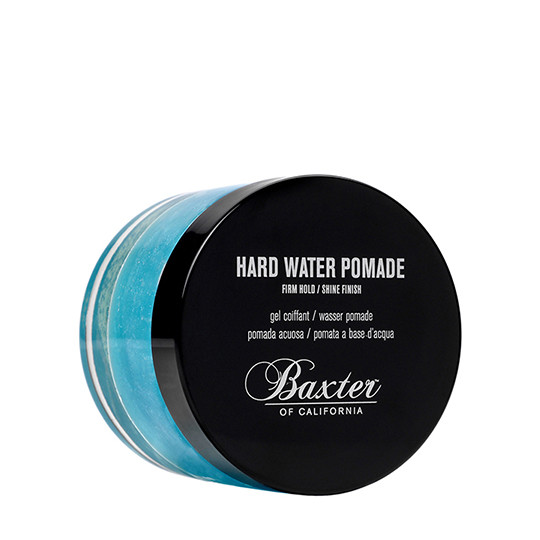 HARD WATER POMADE
FIRM HOLD / SHINE FINISH
gel coiffant / wasser pomade
pomada acuosa / pomata a base d'acqua
Baxter
OF CALIFORNIA